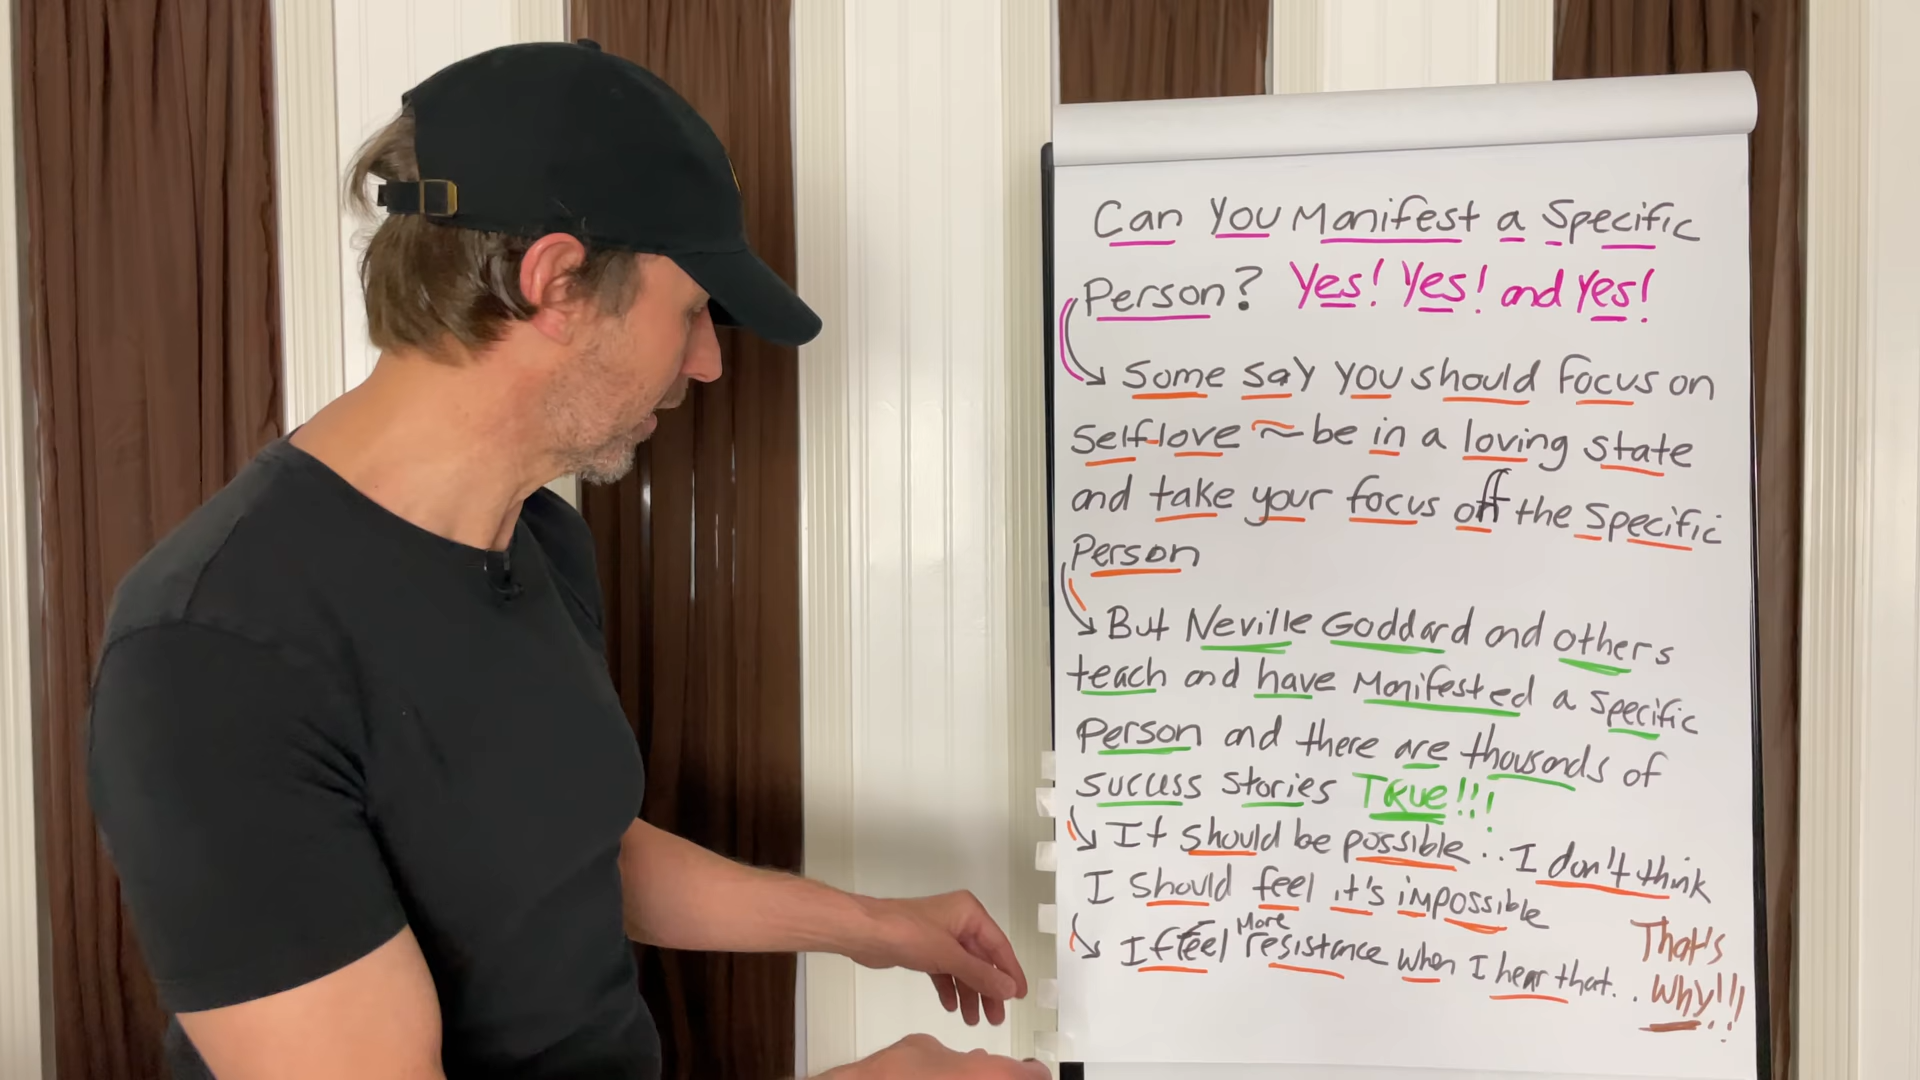 Can You Manifest a Specific
Person? Yes! Yes! and Yes!
Some say you should focus on
self-love ~ be in a loving state
and take your focus off the specific
Person
But Neville Goddard and others
teach and have Manifested a specific
Person and there are thousands of
success stories True!!!
It should be possible.. I don't think
I should feel it's impossible
I feel More resistance when I hear that..
That's
Why!!!